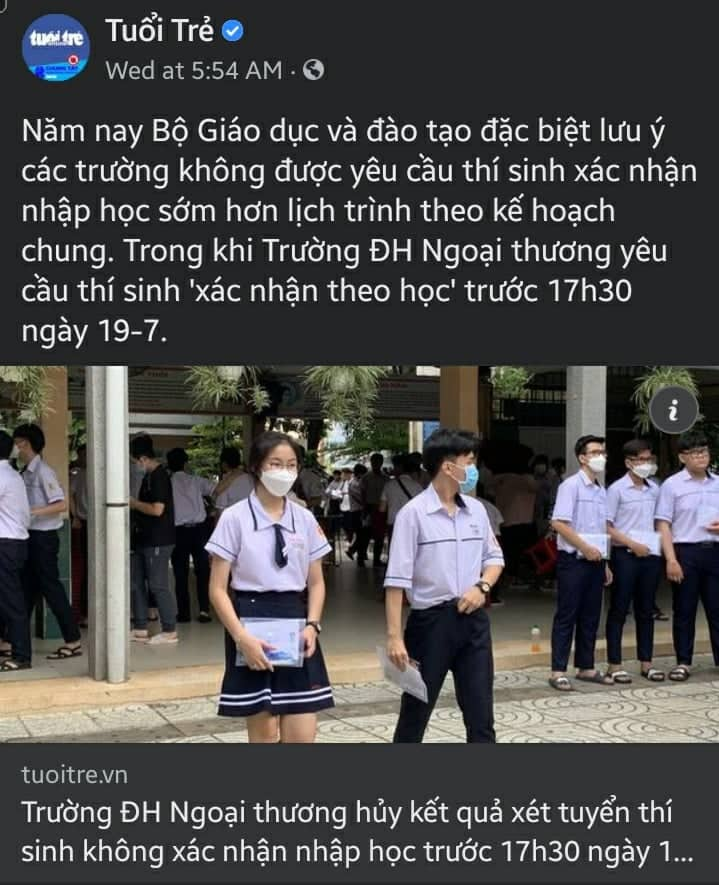 tuổi trẻ
Tuổi Trẻ
Wed at 5:54 AM ·
Năm nay Bộ Giáo dục và đào tạo đặc biệt lưu ý
các trường không được yêu cầu thí sinh xác nhận
nhập học sớm hơn lịch trình theo kế hoạch
chung. Trong khi Trường ĐH Ngoại thương yêu
cầu thí sinh 'xác nhận theo học' trước 17h30
ngày 19-7.
i
tuoitre.vn
Trường ĐH Ngoại thương hủy kết quả xét tuyển thí
sinh không xác nhận nhập học trước 17h30 ngày 1...